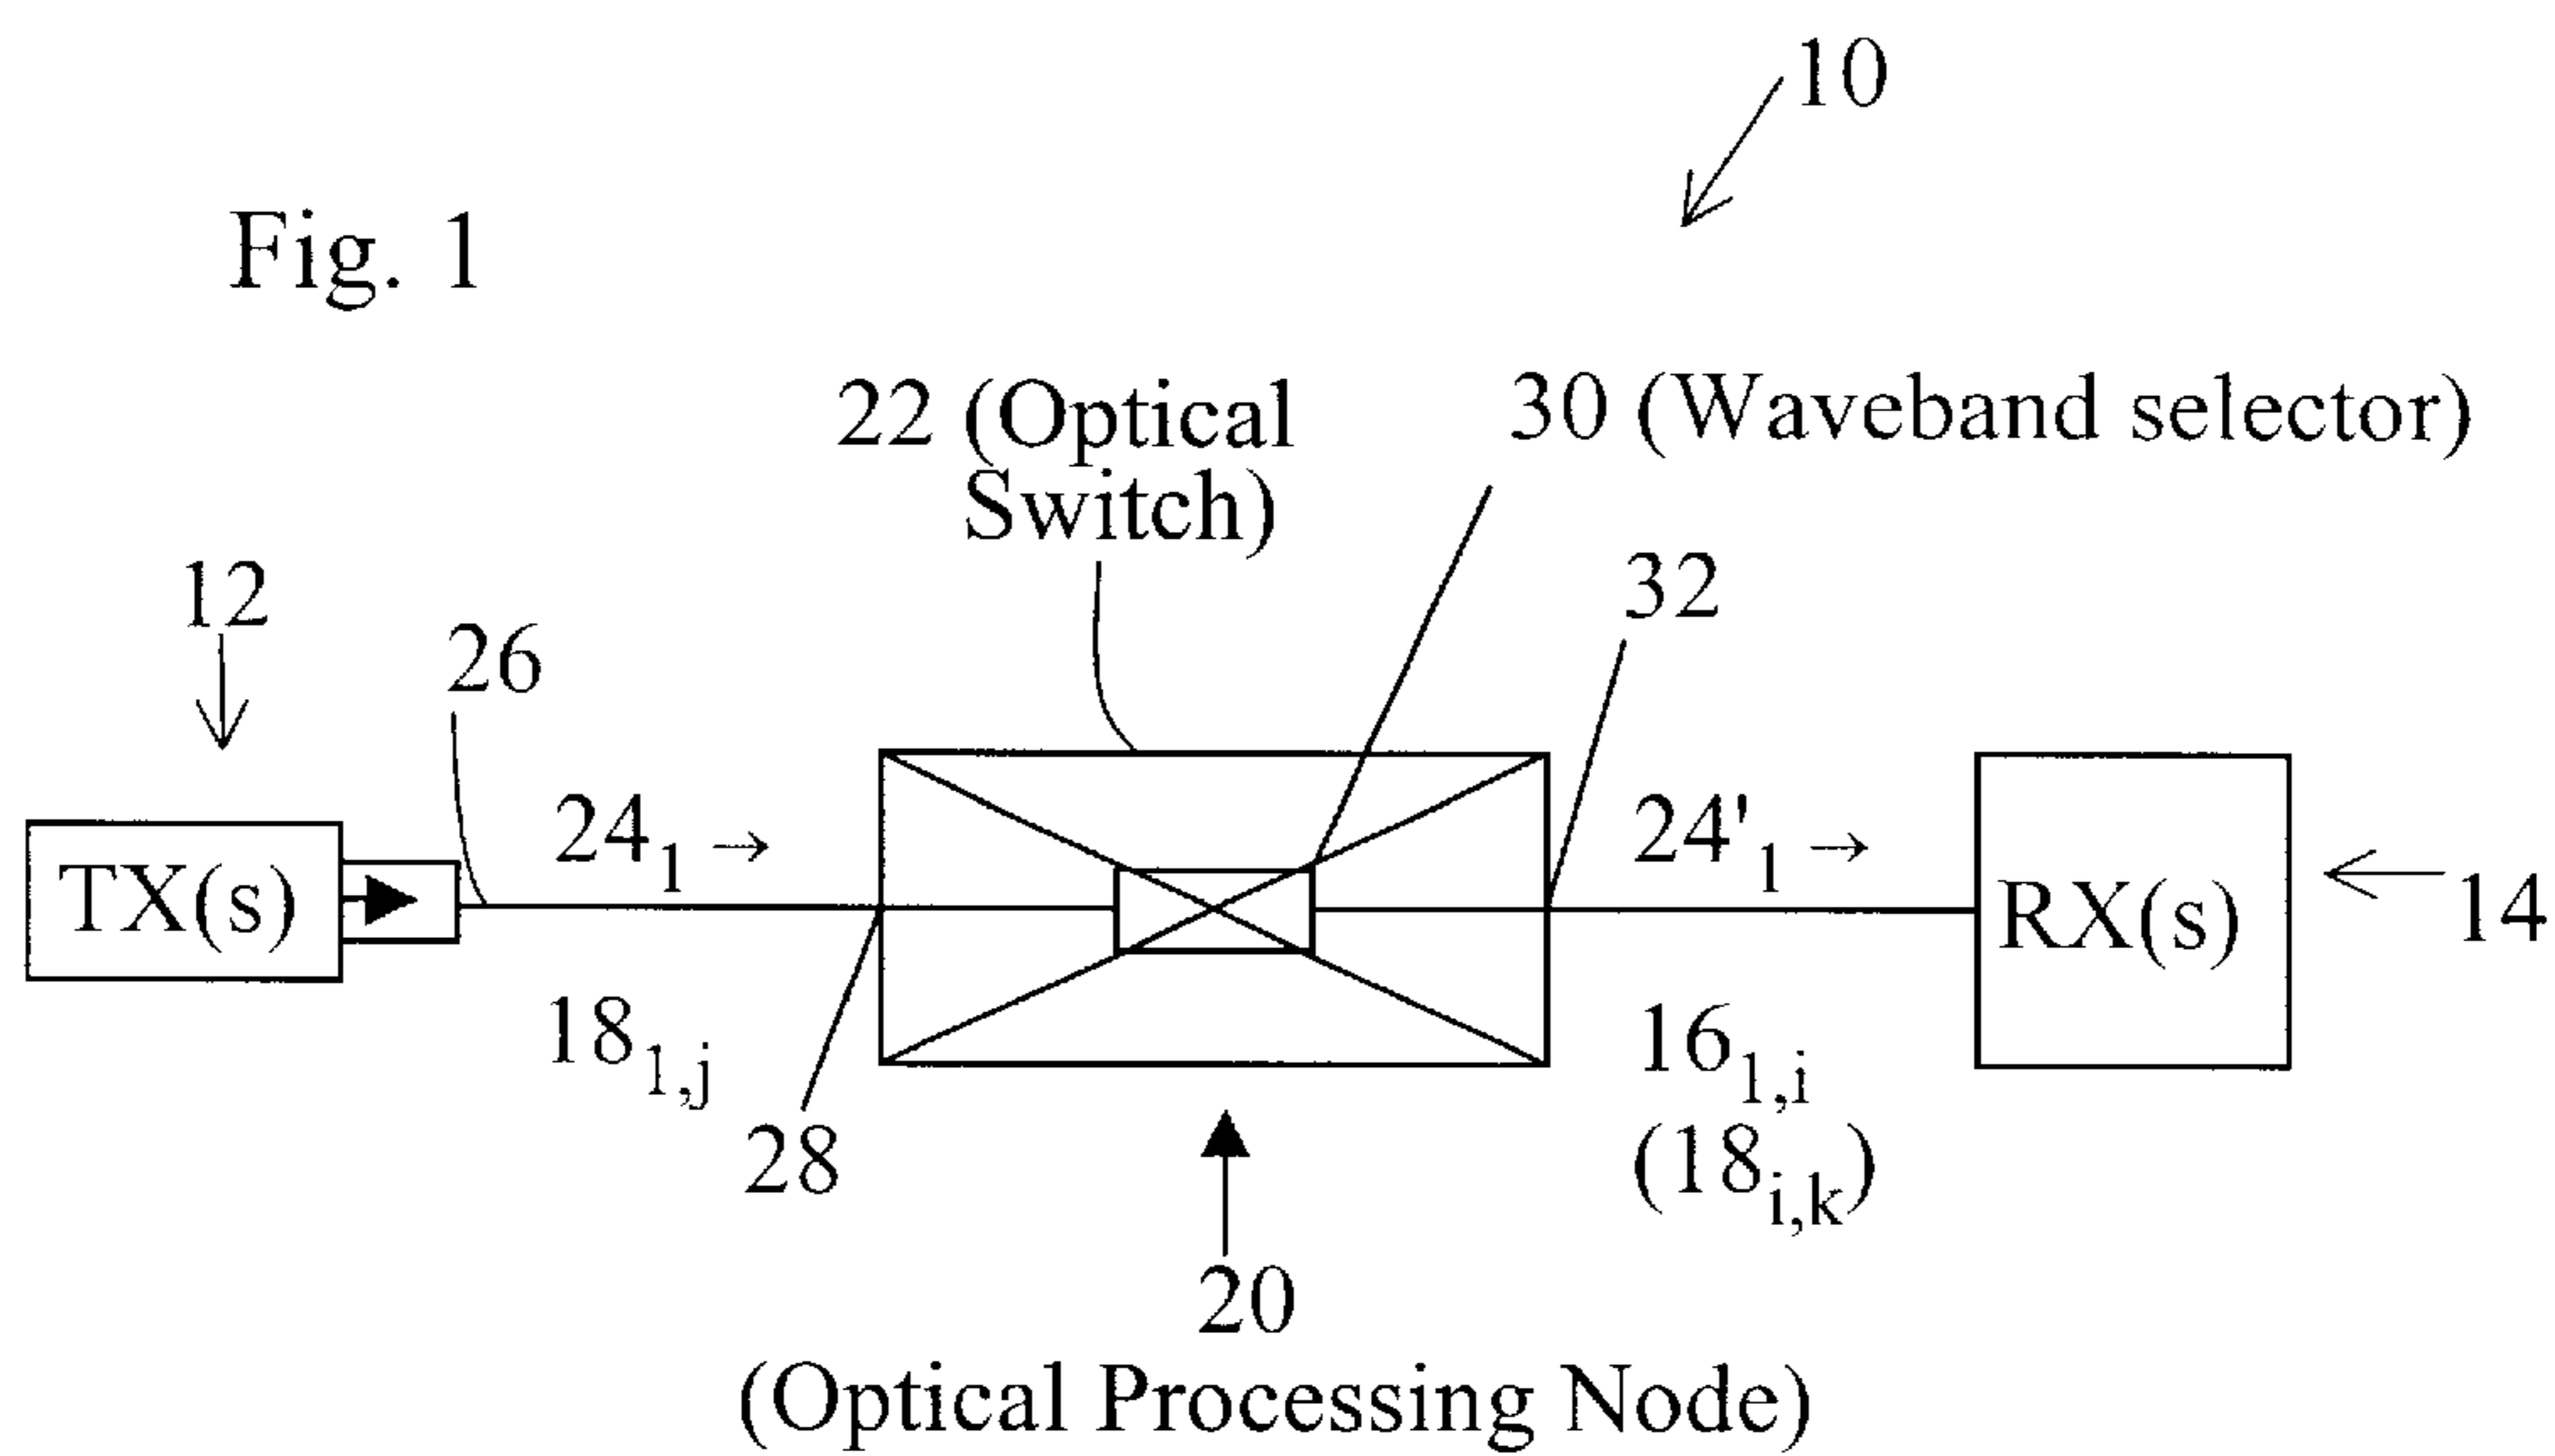 10
Fig. 1
22 (Optical
Switch)
30 (Waveband selector)
12
26
32
24₁ →
24'₁ →
TX(s)
RX(s)
14
18₁,ⱼ
28
16₁,ᵢ
(18ᵢ,ₖ)
20
(Optical Processing Node)